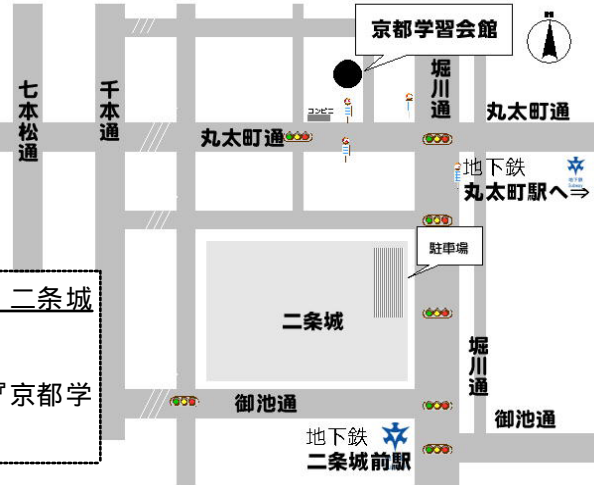 京都学習会館
堀川通
七本松通
千本通
コンビニ
丸太町通
丸太町通
地下鉄
丸太町駅へ⇒
駐車場
二条城
二条城
堀川通
『京都学
御池通
御池通
地下鉄
二条城前駅